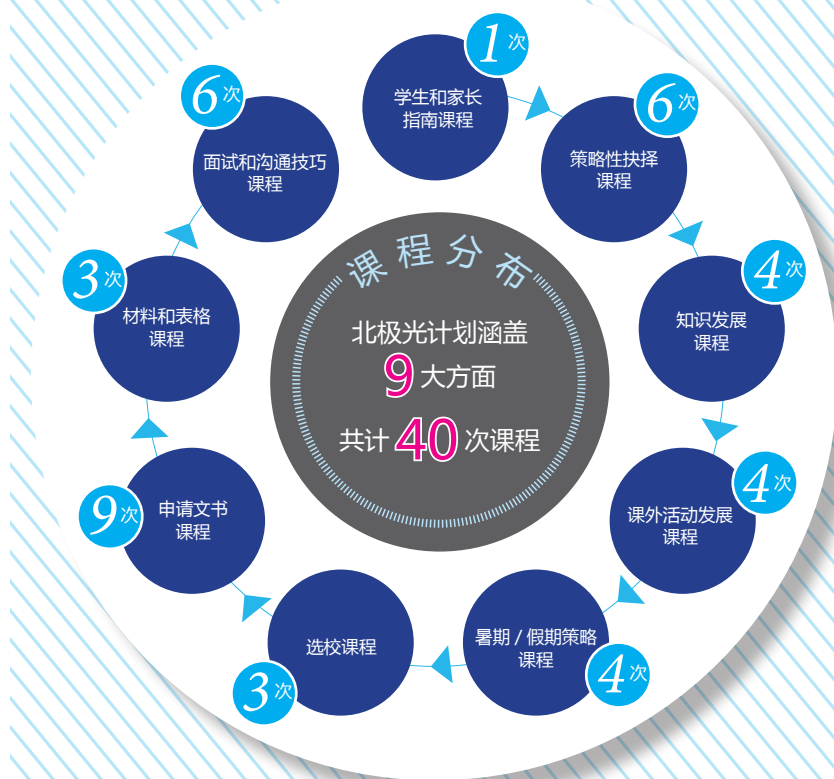 课程分布
北极光计划涵盖
9大方面
共计40次课程
1次
学生和家长
指南课程
6次
策略性抉择
课程
4次
知识发展
课程
4次
课外活动发展
课程
4次
暑期/假期策略
课程
3次
选校课程
9次
申请文书
课程
3次
材料和表格
课程
6次
面试和沟通技巧
课程